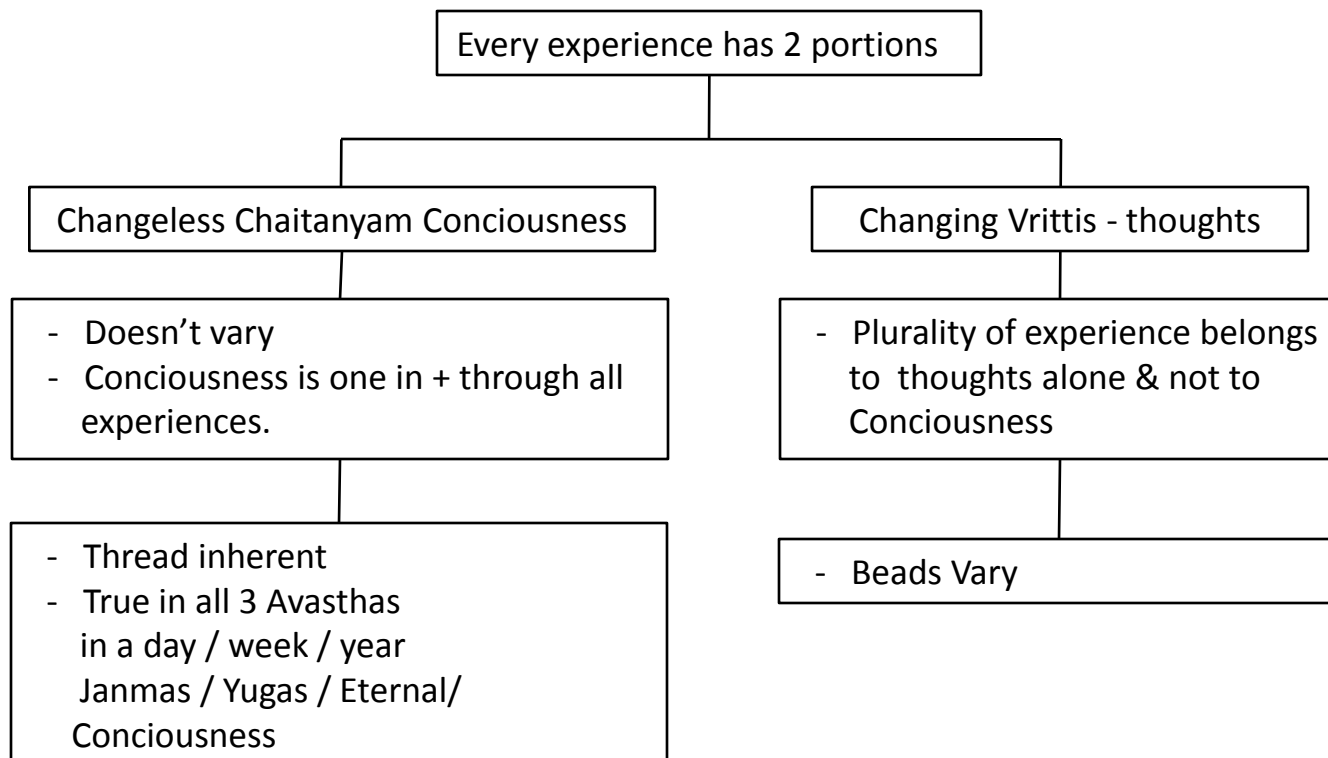 Every experience has 2 portions
Changeless Chaitanyam Conciousness
Changing Vrittis - thoughts
- Doesn’t vary
- Conciousness is one in + through all
experiences.
- Plurality of experience belongs
to thoughts alone & not to
Conciousness
- Thread inherent
- True in all 3 Avasthas
in a day / week / year
Janmas / Yugas / Eternal/
Conciousness
- Beads Vary